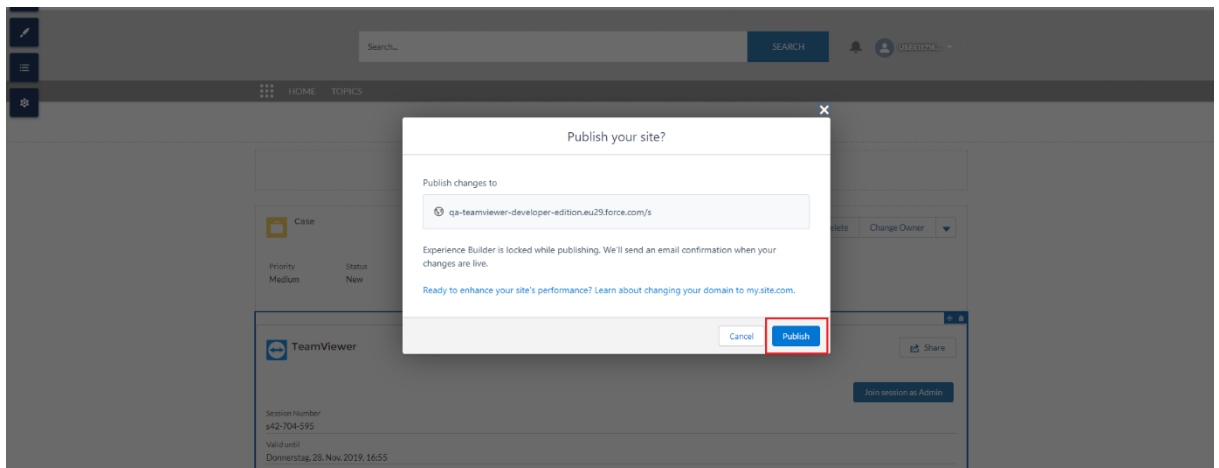 Search...
SEARCH
HOME TOPICS
Publish your site?
Publish changes to
qa-teamviewer-developer-edition.eu29.force.com/s
Case
Change Owner
Experience Builder is locked while publishing. We'll send an email confirmation when your
changes are live.
Priority Status
Medium New
Ready to enhance your site's performance? Learn about changing your domain to my.site.com.
Cancel Publish
TeamViewer
Share
Join session as Admin
Session Number
s42-704-595
Valid until
Donnerstag, 28. Nov. 2019, 16:55